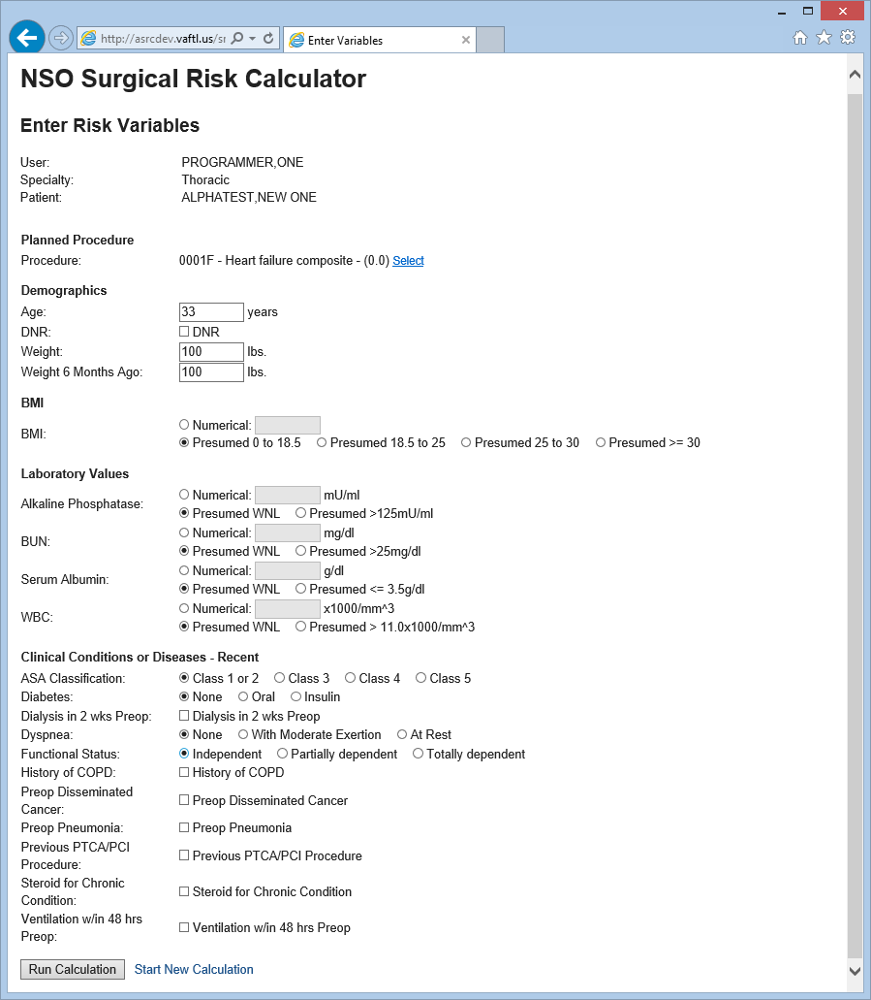 http://asrcdev.vaftl.us/sr
Enter Variables
NSO Surgical Risk Calculator
Enter Risk Variables
User: PROGRAMMER,ONE
Specialty: Thoracic
Patient: ALPHATEST,NEW ONE
Planned Procedure
Procedure: 0001F - Heart failure composite - (0.0) Select
Demographics
Age: 33 years
DNR: DNR
Weight: 100 lbs.
Weight 6 Months Ago: 100 lbs.
BMI
BMI: Numerical:
Presumed 0 to 18.5 Presumed 18.5 to 25 Presumed 25 to 30 Presumed >= 30
Laboratory Values
Alkaline Phosphatase: Numerical: mU/ml
Presumed WNL Presumed >125mU/ml
BUN: Numerical: mg/dl
Presumed WNL Presumed >25mg/dl
Serum Albumin: Numerical: g/dl
Presumed WNL Presumed <= 3.5g/dl
WBC: Numerical: x1000/mm^3
Presumed WNL Presumed > 11.0x1000/mm^3
Clinical Conditions or Diseases - Recent
ASA Classification: Class 1 or 2 Class 3 Class 4 Class 5
Diabetes: None Oral Insulin
Dialysis in 2 wks Preop: Dialysis in 2 wks Preop
Dyspnea: None With Moderate Exertion At Rest
Functional Status: Independent Partially dependent Totally dependent
History of COPD: History of COPD
Preop Disseminated
Cancer: Preop Disseminated Cancer
Preop Pneumonia: Preop Pneumonia
Previous PTCA/PCI
Procedure: Previous PTCA/PCI Procedure
Steroid for Chronic
Condition: Steroid for Chronic Condition
Ventilation w/in 48 hrs
Preop: Ventilation w/in 48 hrs Preop
Run Calculation Start New Calculation